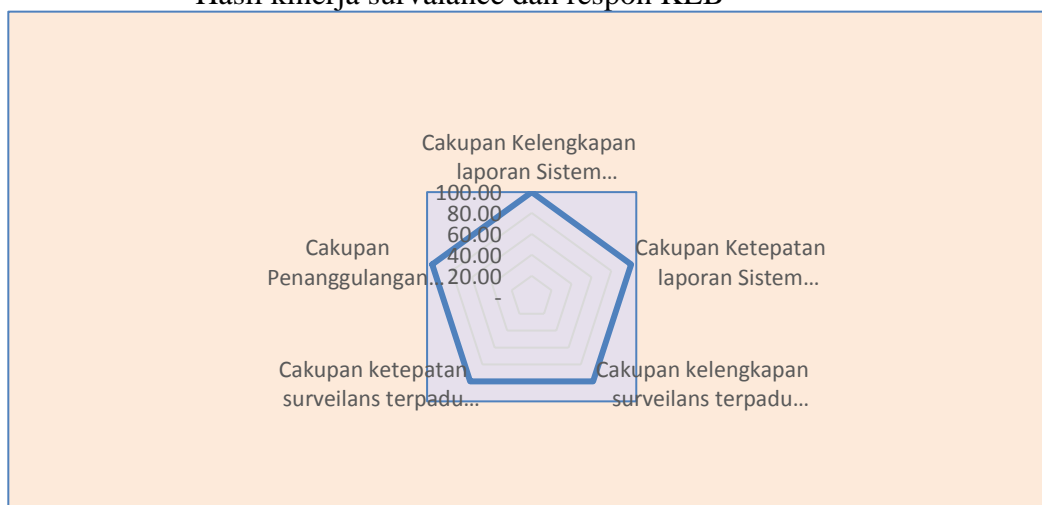 Hasil kinerja survalance dan respon KLB
Cakupan Kelengkapan
laporan Sistem…
100.00
80.00
60.00
40.00
20.00
-
Cakupan Ketepatan
laporan Sistem…
Cakupan kelengkapan
surveilans terpadu…
Cakupan ketepatan
surveilans terpadu…
Cakupan
Penanggulangan…